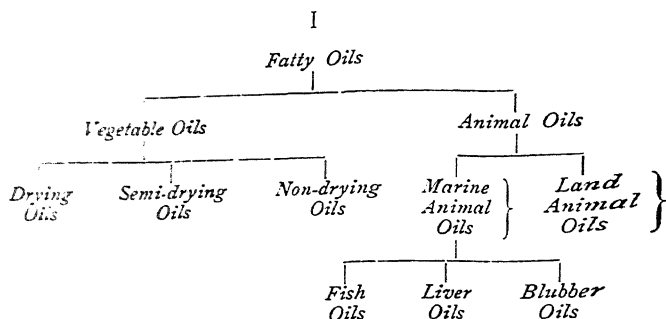 I
Fatty Oils
Vegetable Oils
Animal Oils
Drying Oils
Semi-drying Oils
Non-drying Oils
Marine Animal Oils
Land Animal Oils
Fish Oils
Liver Oils
Blubber Oils